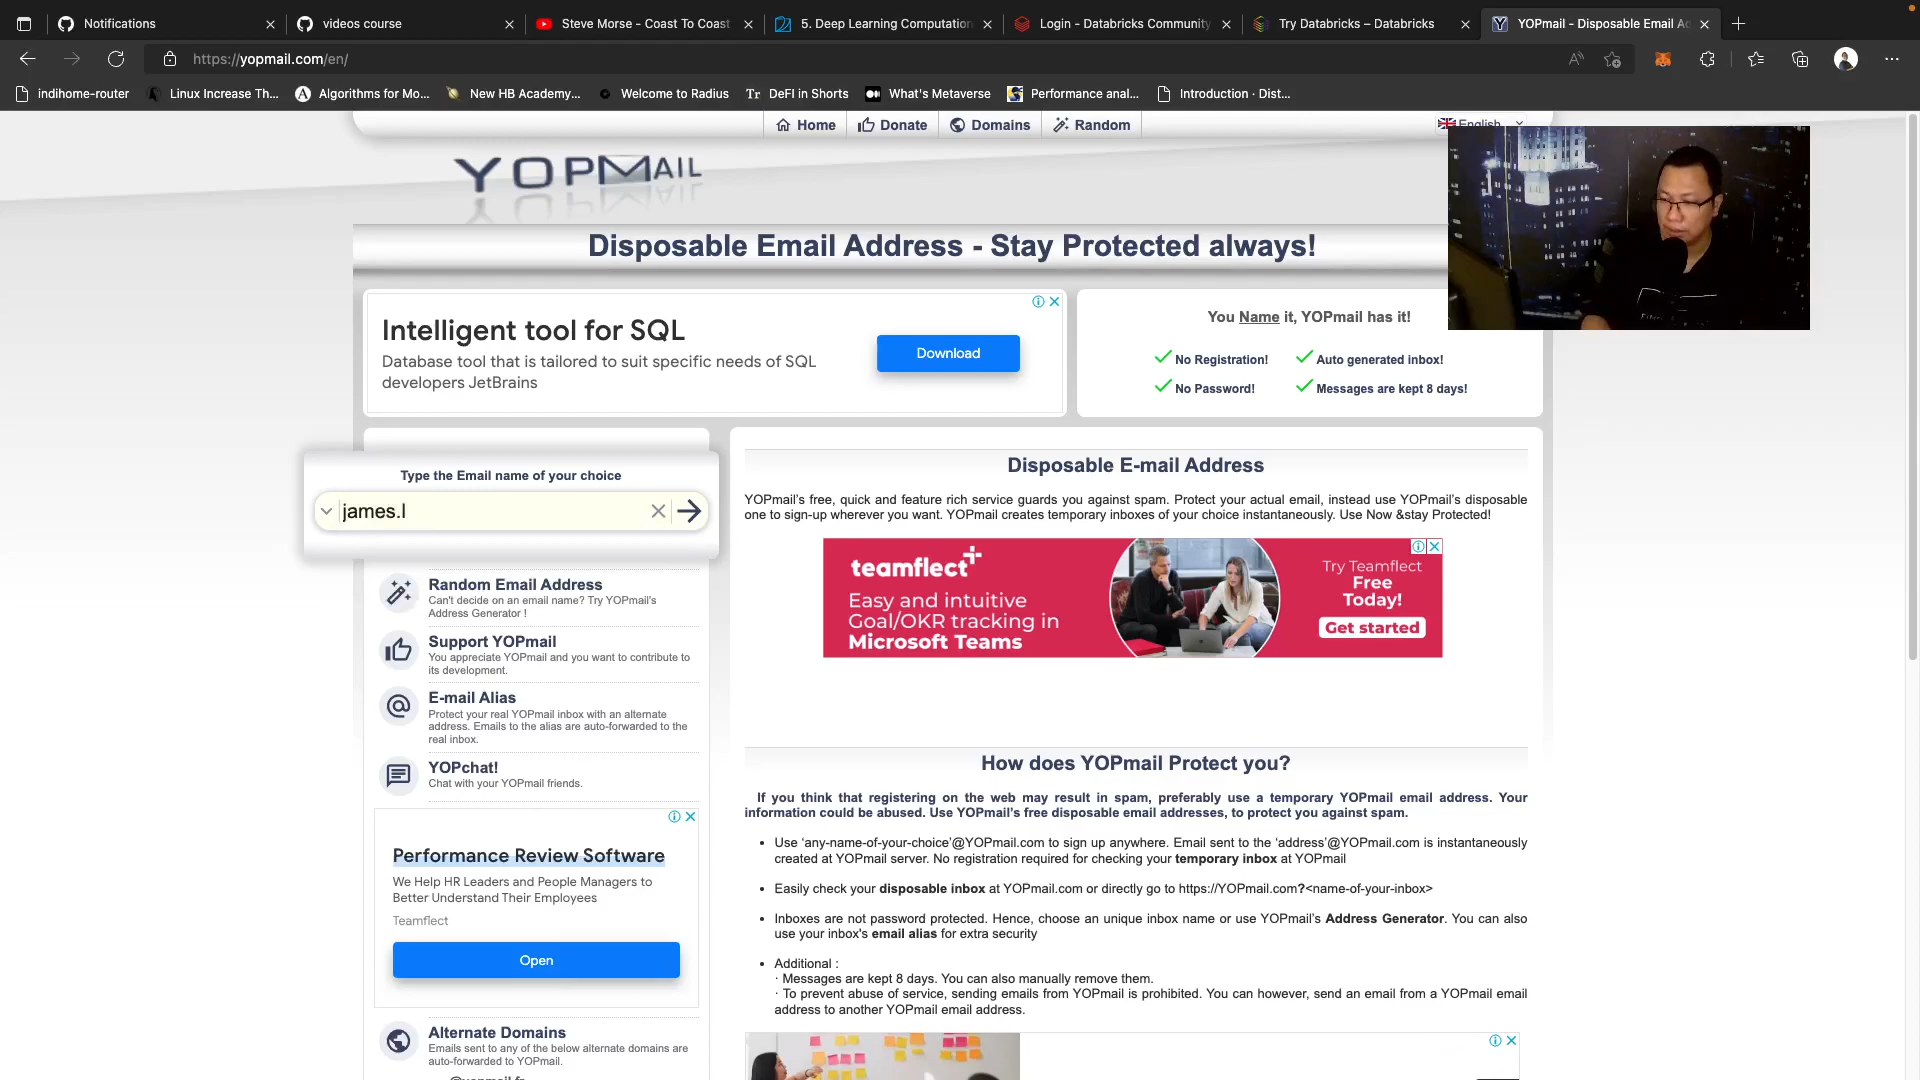 Notifications
videos course
Steve Morse - Coast To Coast
5. Deep Learning Computation
Login - Databricks Community
Try Databricks – Databricks
YOPmail - Disposable Email Ad
https://yopmail.com/en/
indihome-router
Linux Increase Th...
Algorithms for Mo...
New HB Academy...
Welcome to Radius
Tr DeFI in Shorts
What's Metaverse
Performance anal...
Introduction · Dist...
Home
Donate
Domains
Random
English
YOPMAIL
Disposable Email Address - Stay Protected always!
Intelligent tool for SQL
Database tool that is tailored to suit specific needs of SQL
developers JetBrains
Download
You Name it, YOPmail has it!
No Registration!
Auto generated inbox!
No Password!
Messages are kept 8 days!
Type the Email name of your choice
james.l
Random Email Address
Can't decide on an email name? Try YOPmail's
Address Generator !
Support YOPmail
You appreciate YOPmail and you want to contribute to
its development.
E-mail Alias
Protect your real YOPmail inbox with an alternate
address. Emails to the alias are auto-forwarded to the
real inbox.
YOPchat!
Chat with your YOPmail friends.
Performance Review Software
We Help HR Leaders and People Managers to
Better Understand Their Employees
Teamflect
Open
Alternate Domains
Emails sent to any of the below alternate domains are
auto-forwarded to YOPmail.
Disposable E-mail Address
YOPmail's free, quick and feature rich service guards you against spam. Protect your actual email, instead use YOPmail's disposable
one to sign-up wherever you want. YOPmail creates temporary inboxes of your choice instantaneously. Use Now &stay Protected!
teamflect+
Easy and intuitive
Goal/OKR tracking in
Microsoft Teams
Try Teamflect
Free
Today!
Get started
How does YOPmail Protect you?
If you think that registering on the web may result in spam, preferably use a temporary YOPmail email address. Your
information could be abused. Use YOPmail's free disposable email addresses, to protect you against spam.
• Use 'any-name-of-your-choice'@YOPmail.com to sign up anywhere. Email sent to the 'address'@YOPmail.com is instantaneously
created at YOPmail server. No registration required for checking your temporary inbox at YOPmail
• Easily check your disposable inbox at YOPmail.com or directly go to https://YOPmail.com?<name-of-your-inbox>
• Inboxes are not password protected. Hence, choose an unique inbox name or use YOPmail's Address Generator. You can also
use your inbox's email alias for extra security
• Additional :
· Messages are kept 8 days. You can also manually remove them.
· To prevent abuse of service, sending emails from YOPmail is prohibited. You can however, send an email from a YOPmail email
address to another YOPmail email address.